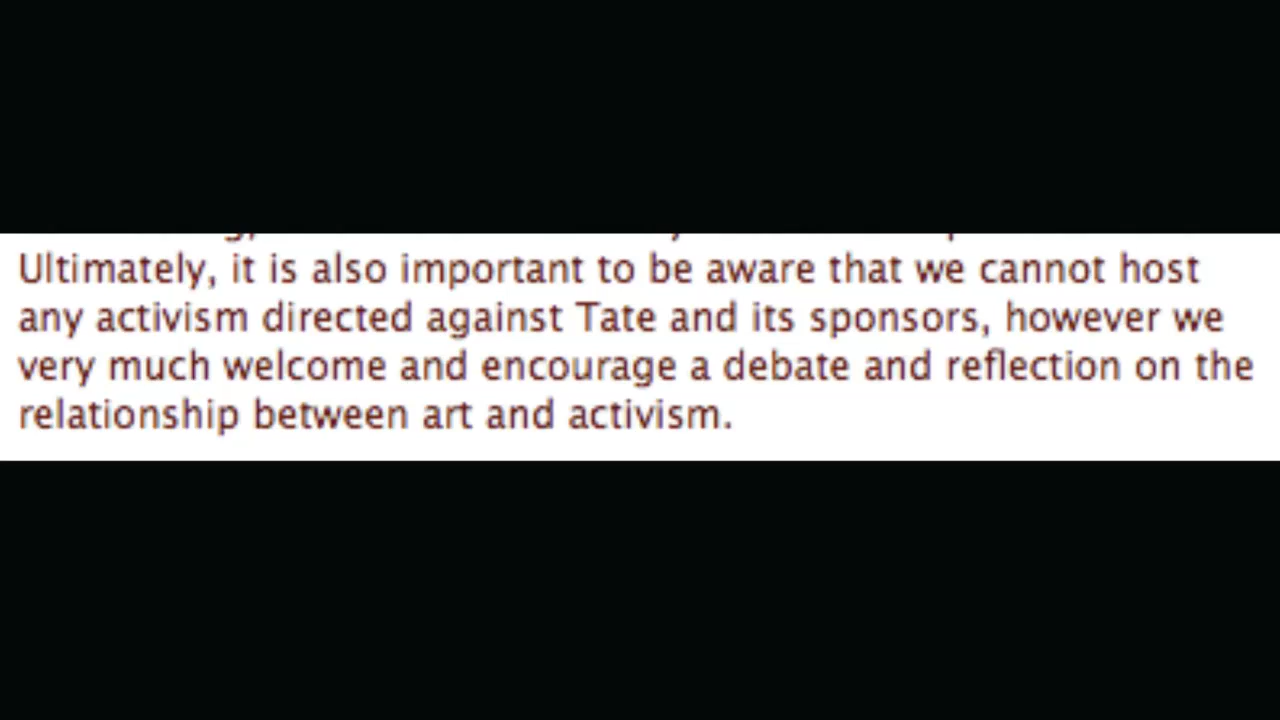 Ultimately, it is also important to be aware that we cannot host
any activism directed against Tate and its sponsors, however we
very much welcome and encourage a debate and reflection on the
relationship between art and activism.